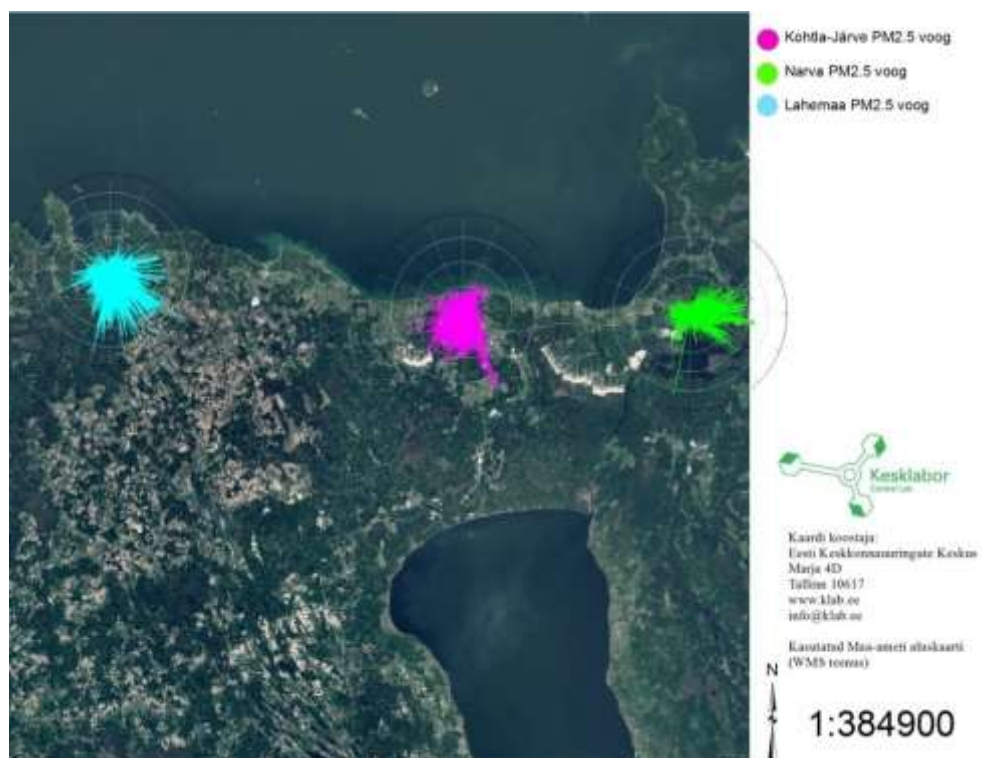 Kohtla-Järve PM2.5 voog
Narva PM2.5 voog
Lahemaa PM2.5 voog
Kesklabor
Kaardi koostaja:
Eesti Keskkonnauuringute Keskus
Marja 4D
Tallinn 10617
www.klab.ee
info@klab.ee
Kasutatud Maa-ameti aluskaarti
(WMS teenus)
N
1:384900